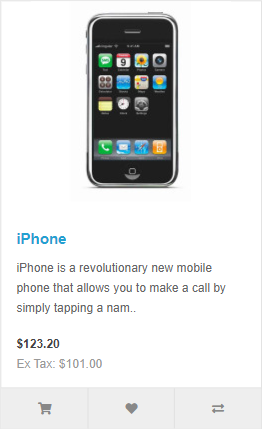 iPhone
iPhone is a revolutionary new mobile
phone that allows you to make a call by
simply tapping a nam..
$123.20
Ex Tax: $101.00